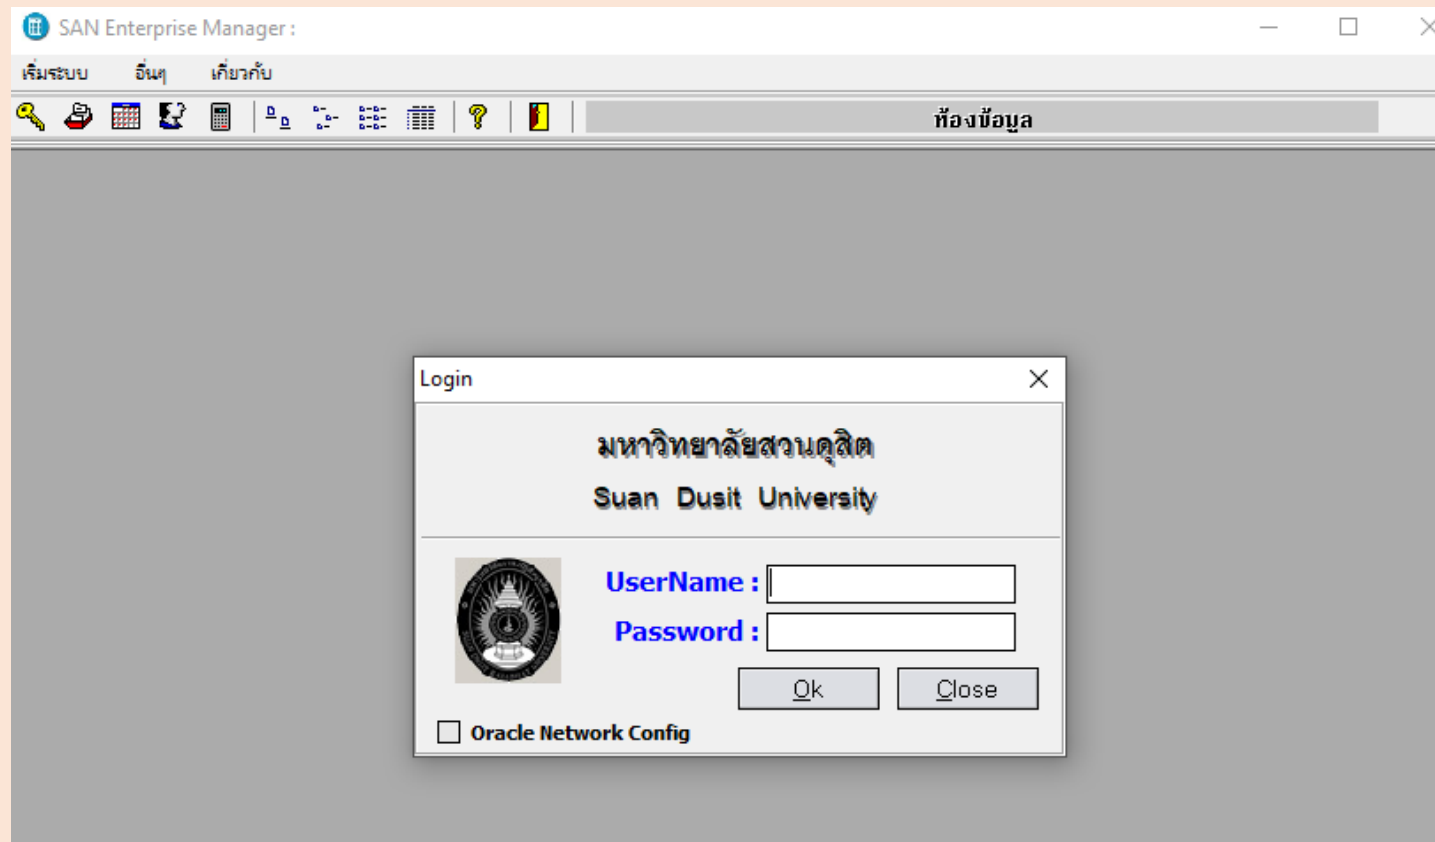 SAN Enterprise Manager :
เริ่มระบบ อื่นๆ เกี่ยวกับ
ห้องข้อมูล
Login
มหาวิทยาลัยสวนดุสิต
Suan Dusit University
UserName :
Password :
Ok Close
Oracle Network Config